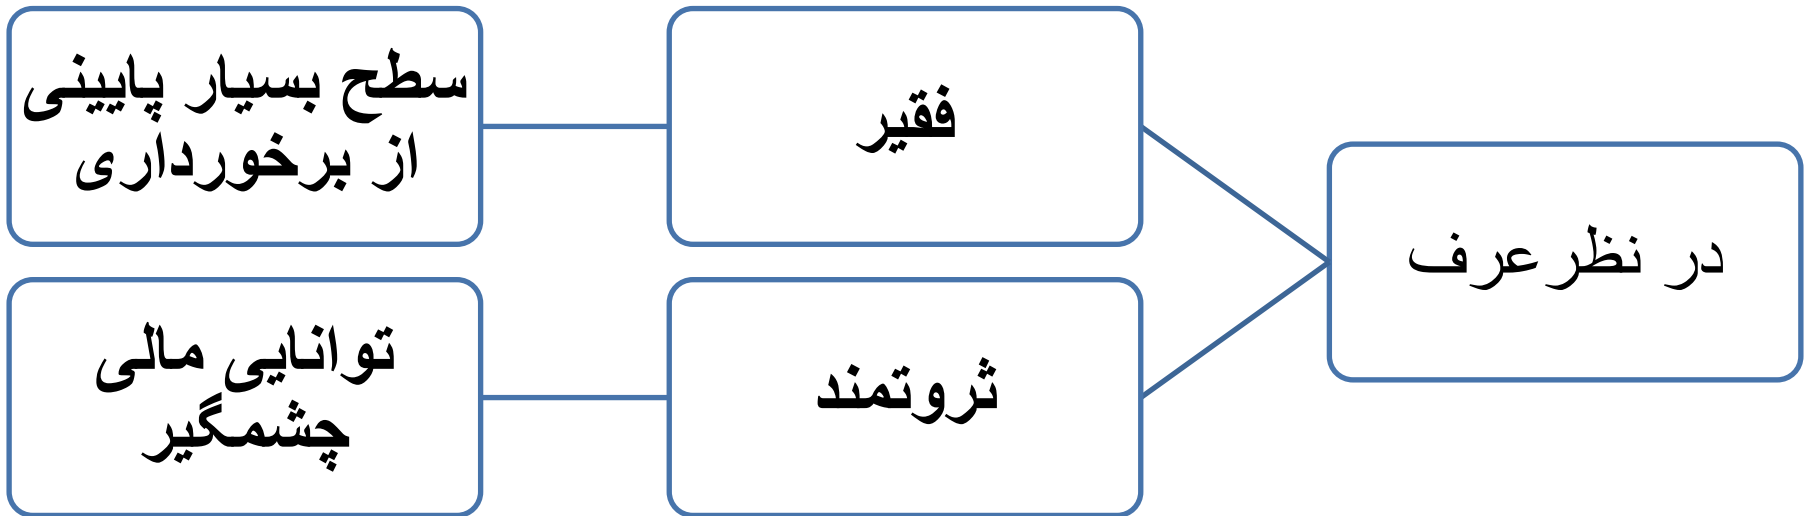 در نظرعرف
فقیر
سطح بسیار پایینی
از برخورداری
ثروتمند
توانایی مالی
چشمگیر